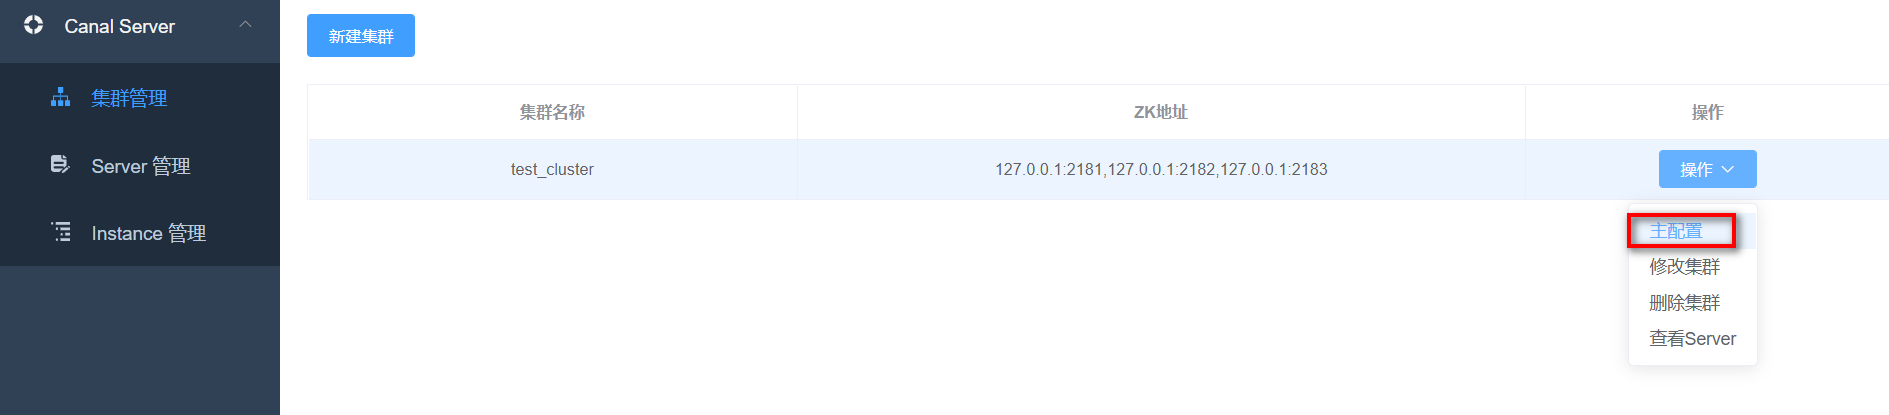 Canal Server
集群管理
Server 管理
Instance 管理
新建集群
集群名称 ZK地址 操作
test_cluster 127.0.0.1:2181,127.0.0.1:2182,127.0.0.1:2183 操作
主配置
修改集群
删除集群
查看Server